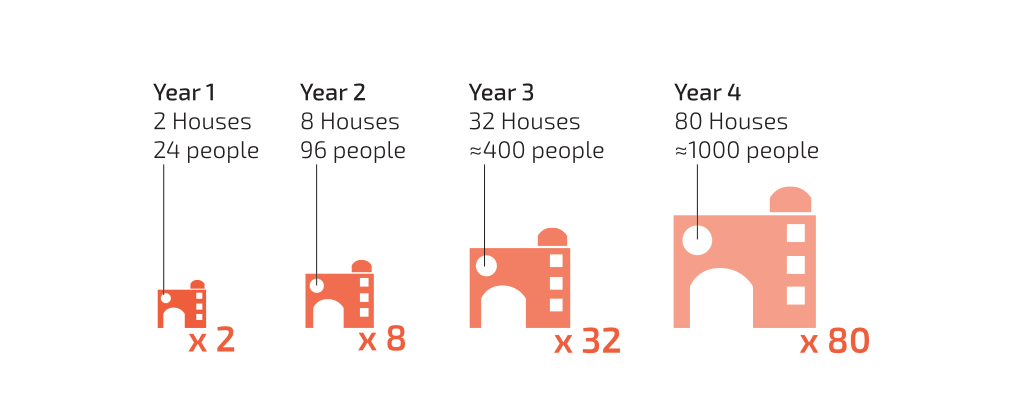 Year 1
2 Houses
24 people
Year 2
8 Houses
96 people
Year 3
32 Houses
≈400 people
Year 4
80 Houses
≈1000 people
x 2
x 8
x 32
x 80